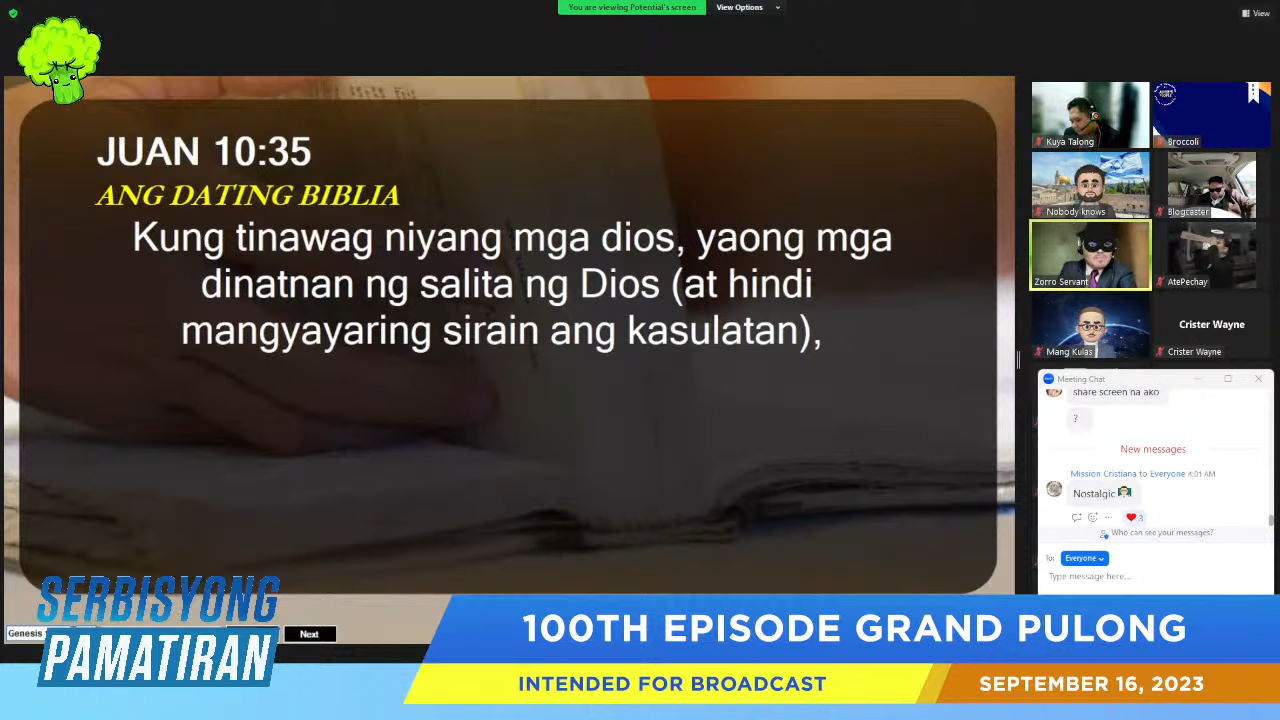 You are viewing Potential's screen
View Options
View
JUAN 10:35
ANG DATING BIBLIA
Kung tinawag niyang mga dios, yaong mga
dinatnan ng salita ng Dios (at hindi
mangyayaring sirain ang kasulatan),
Kuya Talong
Broccoli
Nobody knows
Blogcaster
Zorro Servant
AtePechay
Mang Kulas
Crister Wayne
Crister Wayne
Meeting Chat
share screen na ako
?
New messages
Mission Cristiana to Everyone 4:01 AM
Nostalgic
3
Who can see your messages?
To: Everyone
Type message here...
Genesis
Next
SERBISYONG
PAMATIRAN
100TH EPISODE GRAND PULONG
INTENDED FOR BROADCAST
SEPTEMBER 16, 2023